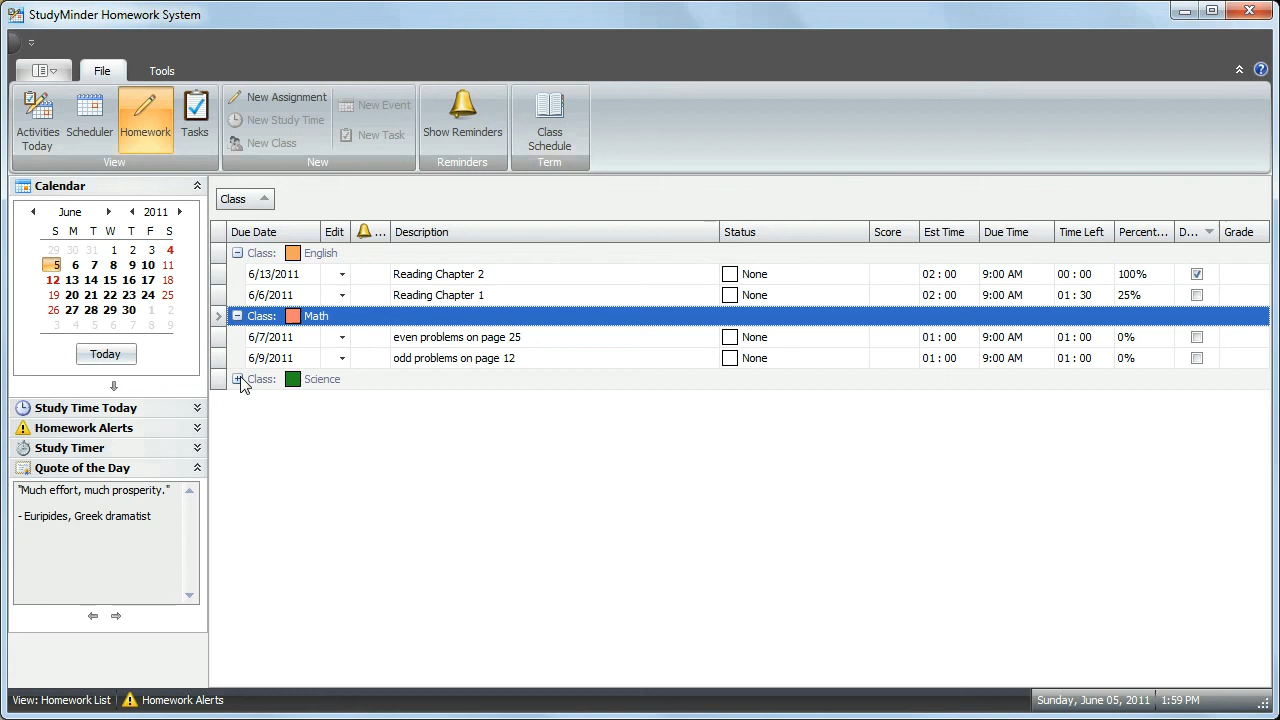 StudyMinder Homework System
File Tools
Activities Today
Scheduler
Homework
Tasks
View
New Assignment
New Study Time
New Class
New Event
New Task
New
Show Reminders
Reminders
Class Schedule
Term
Calendar
June 2011
S M T W T F S
29 30 31 1 2 3 4
5 6 7 8 9 10 11
12 13 14 15 16 17 18
19 20 21 22 23 24 25
26 27 28 29 30 1 2
3 4 5 6 7 8 9
Today
Study Time Today
Homework Alerts
Study Timer
Quote of the Day
"Much effort, much prosperity."
- Euripides, Greek dramatist
Class
Due Date Edit ... Description Status Score Est Time Due Time Time Left Percent... D... Grade
Class: English
6/13/2011 Reading Chapter 2 None 02 : 00 9:00 AM 00 : 00 100%
6/6/2011 Reading Chapter 1 None 02 : 00 9:00 AM 01 : 30 25%
Class: Math
6/7/2011 even problems on page 25 None 01 : 00 9:00 AM 01 : 00 0%
6/9/2011 odd problems on page 12 None 01 : 00 9:00 AM 01 : 00 0%
Class: Science
View: Homework List Homework Alerts Sunday, June 05, 2011 1:59 PM